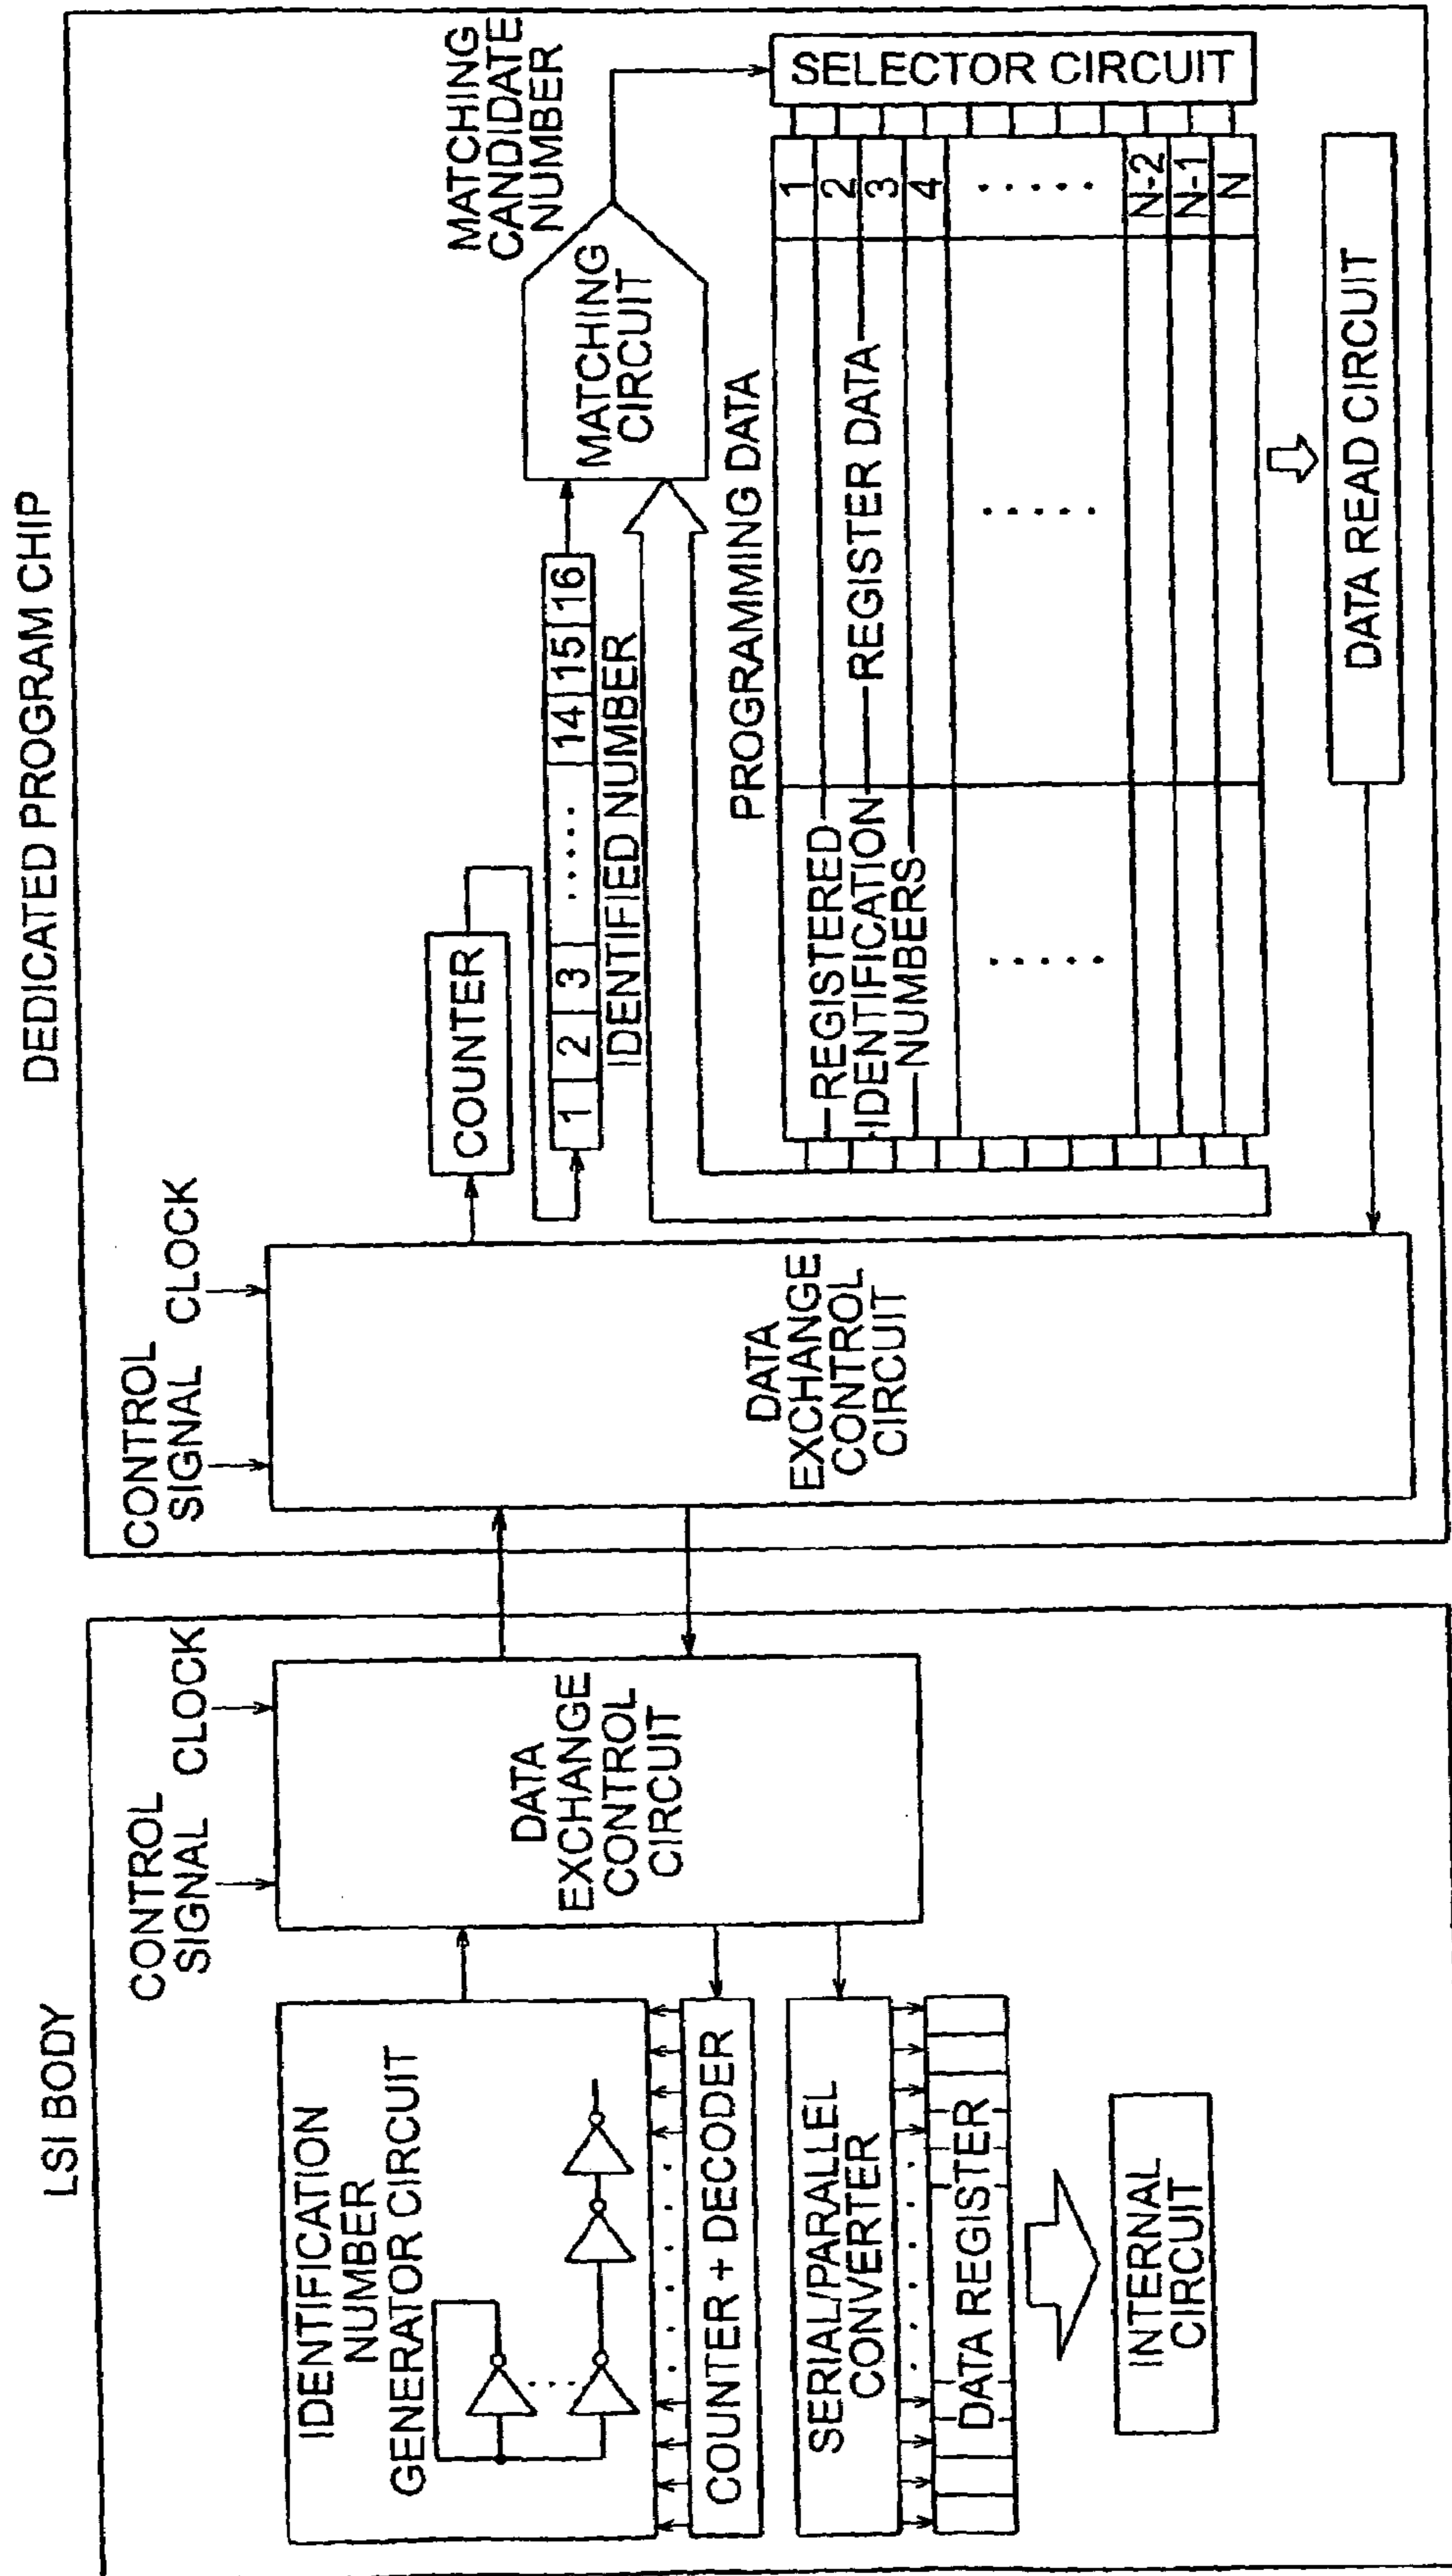 LSI BODY
CONTROL
SIGNAL CLOCK
IDENTIFICATION
NUMBER
GENERATOR CIRCUIT
COUNTER + DECODER
DATA
EXCHANGE
CONTROL
CIRCUIT
SERIAL/PARALLEL
CONVERTER
DATA REGISTER
INTERNAL
CIRCUIT
DEDICATED PROGRAM CHIP
CONTROL
SIGNAL CLOCK
DATA
EXCHANGE
CONTROL
CIRCUIT
COUNTER
1 2 3 ..... 14 15 16
IDENTIFIED NUMBER
MATCHING
CIRCUIT
MATCHING
CANDIDATE
NUMBER
PROGRAMMING DATA
REGISTERED
IDENTIFICATION
NUMBERS
REGISTER DATA
1
2
3
4
.....
N-2
N-1
N
SELECTOR CIRCUIT
DATA READ CIRCUIT